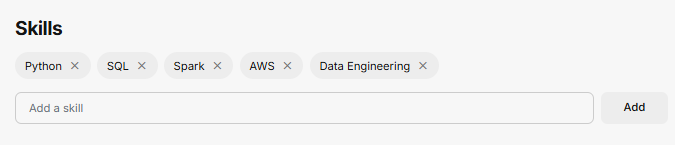 Skills
Python × SQL × Spark × AWS × Data Engineering ×
Add a skill Add